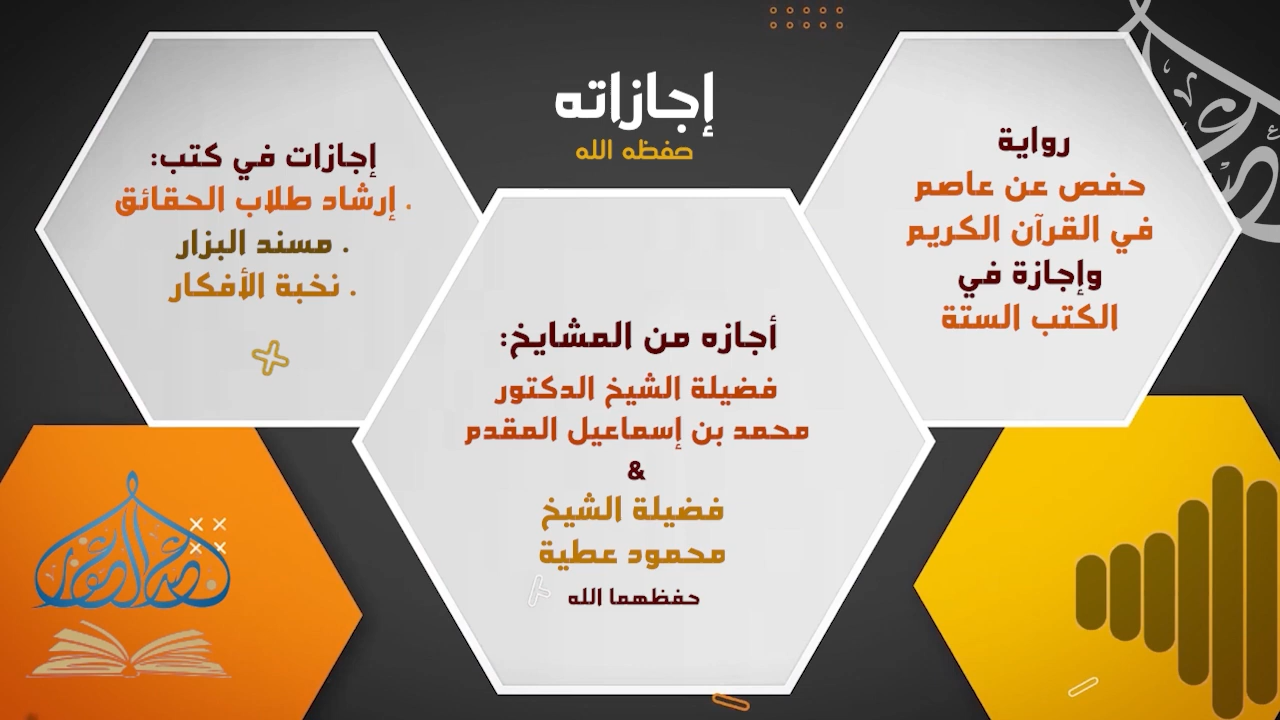 إجازاته
حفظه الله
رواية
حفص عن عاصم
في القرآن الكريم
وإجازة في
الكتب الستة
أجازه من المشايخ:
فضيلة الشيخ الدكتور
محمد بن إسماعيل المقدم
&
فضيلة الشيخ
محمود عطية
حفظهما الله
إجازات في كتب:
. إرشاد طلاب الحقائق
. مسند البزار
. نخبة الأفكار